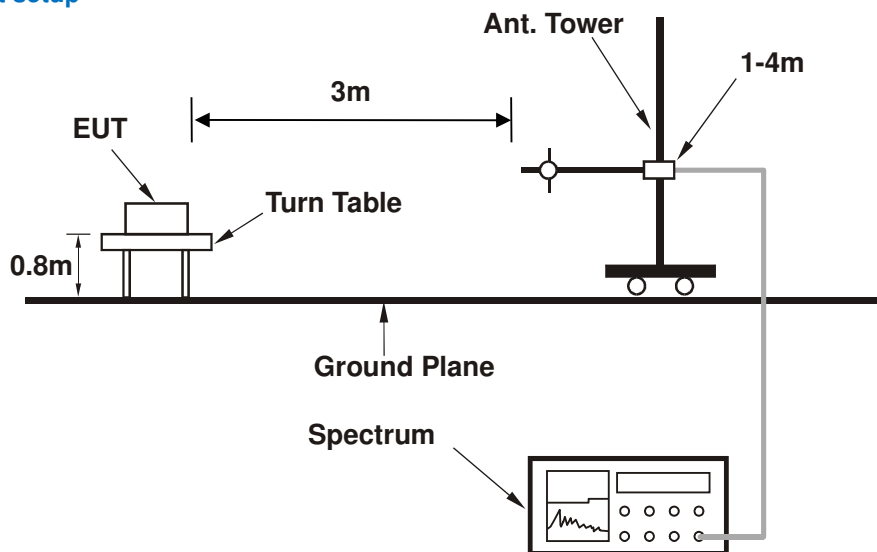 Ant. Tower
1-4m
3m
EUT
Turn Table
0.8m
Ground Plane
Spectrum